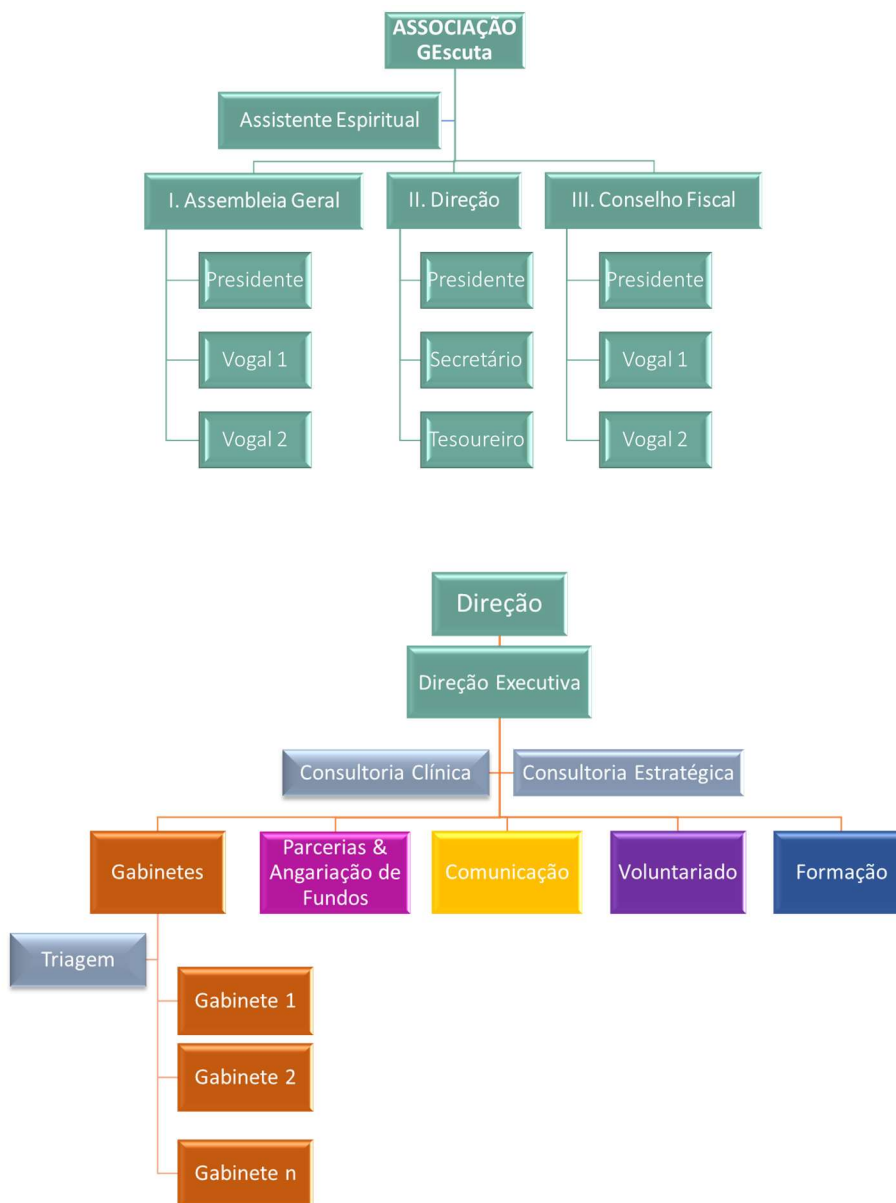 ASSOCIAÇÃO
GEscuta
Assistente Espiritual
I. Assembleia Geral
II. Direção
III. Conselho Fiscal
Presidente
Presidente
Presidente
Vogal 1
Secretário
Vogal 1
Vogal 2
Tesoureiro
Vogal 2
Direção
Direção Executiva
Consultoria Clínica
Consultoria Estratégica
Gabinetes
Parcerias &
Angariação de
Fundos
Comunicação
Voluntariado
Formação
Triagem
Gabinete 1
Gabinete 2
Gabinete n